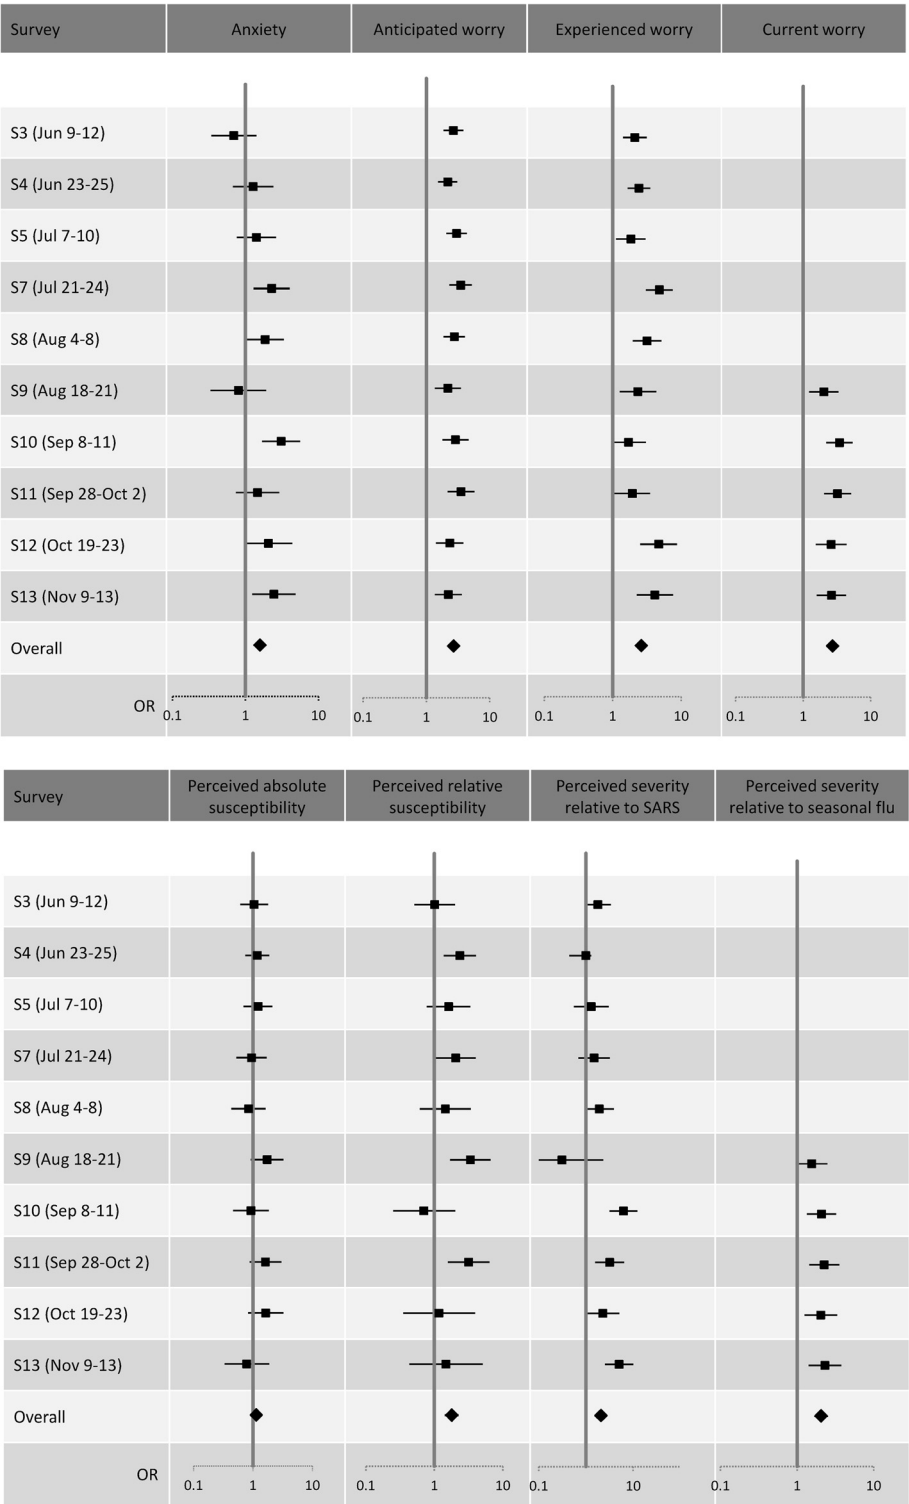 Survey Anxiety Anticipated worry Experienced worry Current worry
S3 (Jun 9-12)
S4 (Jun 23-25)
S5 (Jul 7-10)
S7 (Jul 21-24)
S8 (Aug 4-8)
S9 (Aug 18-21)
S10 (Sep 8-11)
S11 (Sep 28-Oct 2)
S12 (Oct 19-23)
S13 (Nov 9-13)
Overall
OR 0.1 1 10 0.1 1 10 0.1 1 10 0.1 1 10
Survey Perceived absolute susceptibility Perceived relative susceptibility Perceived severity relative to SARS Perceived severity relative to seasonal flu
S3 (Jun 9-12)
S4 (Jun 23-25)
S5 (Jul 7-10)
S7 (Jul 21-24)
S8 (Aug 4-8)
S9 (Aug 18-21)
S10 (Sep 8-11)
S11 (Sep 28-Oct 2)
S12 (Oct 19-23)
S13 (Nov 9-13)
Overall
OR
0.1 1 10 0.1 1 10 0.1 1 10 0.1 1 10